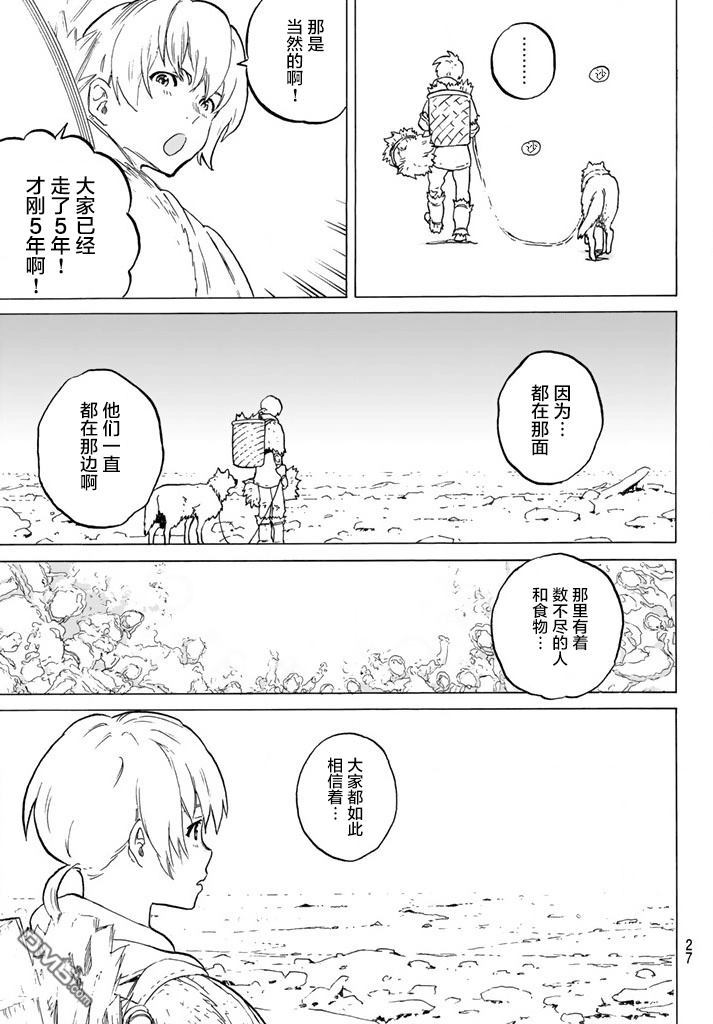 ………
沙
沙
那是
当然的啊！
大家已经
走了5年！
才刚5年啊！
因为…
都在那面
他们一直
都在那边啊
那里有着
数不尽的人
和食物…
大家都如此
相信着…
27